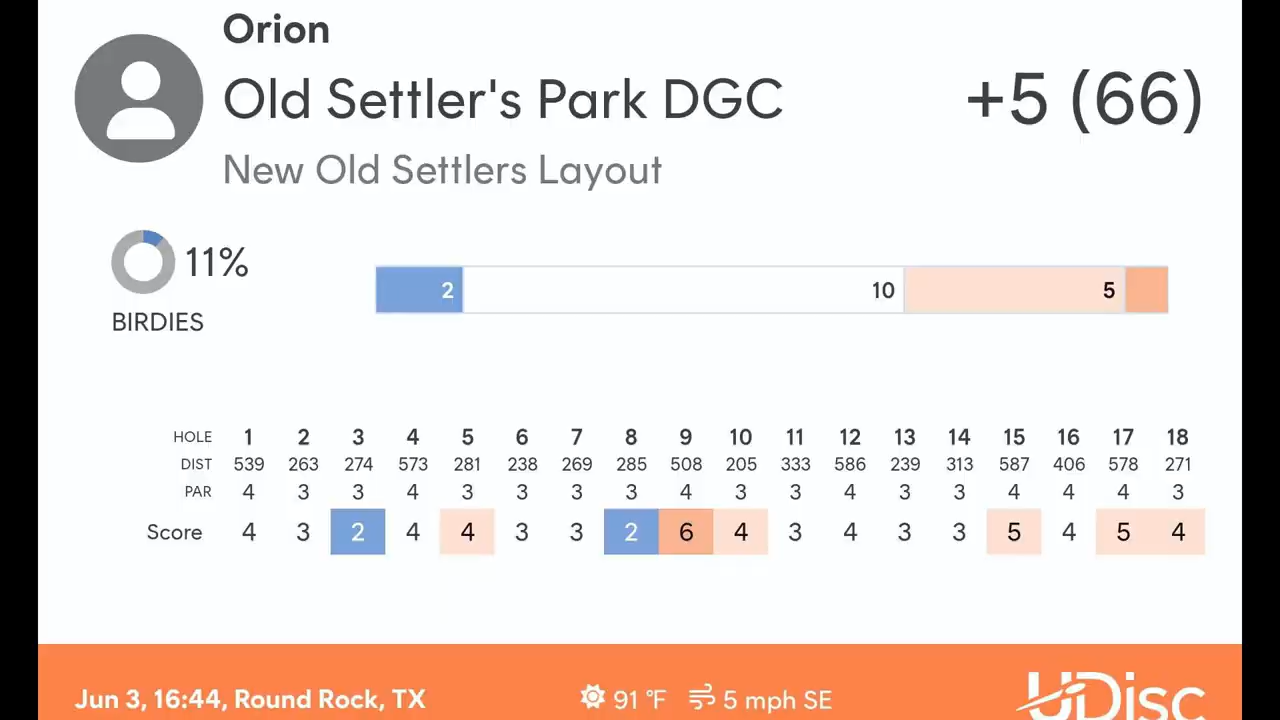 Orion
Old Settler's Park DGC
+5 (66)
New Old Settlers Layout
11%
BIRDIES
2 10 5
HOLE 1 2 3 4 5 6 7 8 9 10 11 12 13 14 15 16 17 18
DIST 539 263 274 573 281 238 269 285 508 205 333 586 239 313 587 406 578 271
PAR 4 3 3 4 3 3 3 3 4 3 3 4 3 3 4 4 4 3
Score 4 3 2 4 4 3 3 2 6 4 3 4 3 3 5 4 5 4
Jun 3, 16:44, Round Rock, TX 91 °F 5 mph SE UDisc